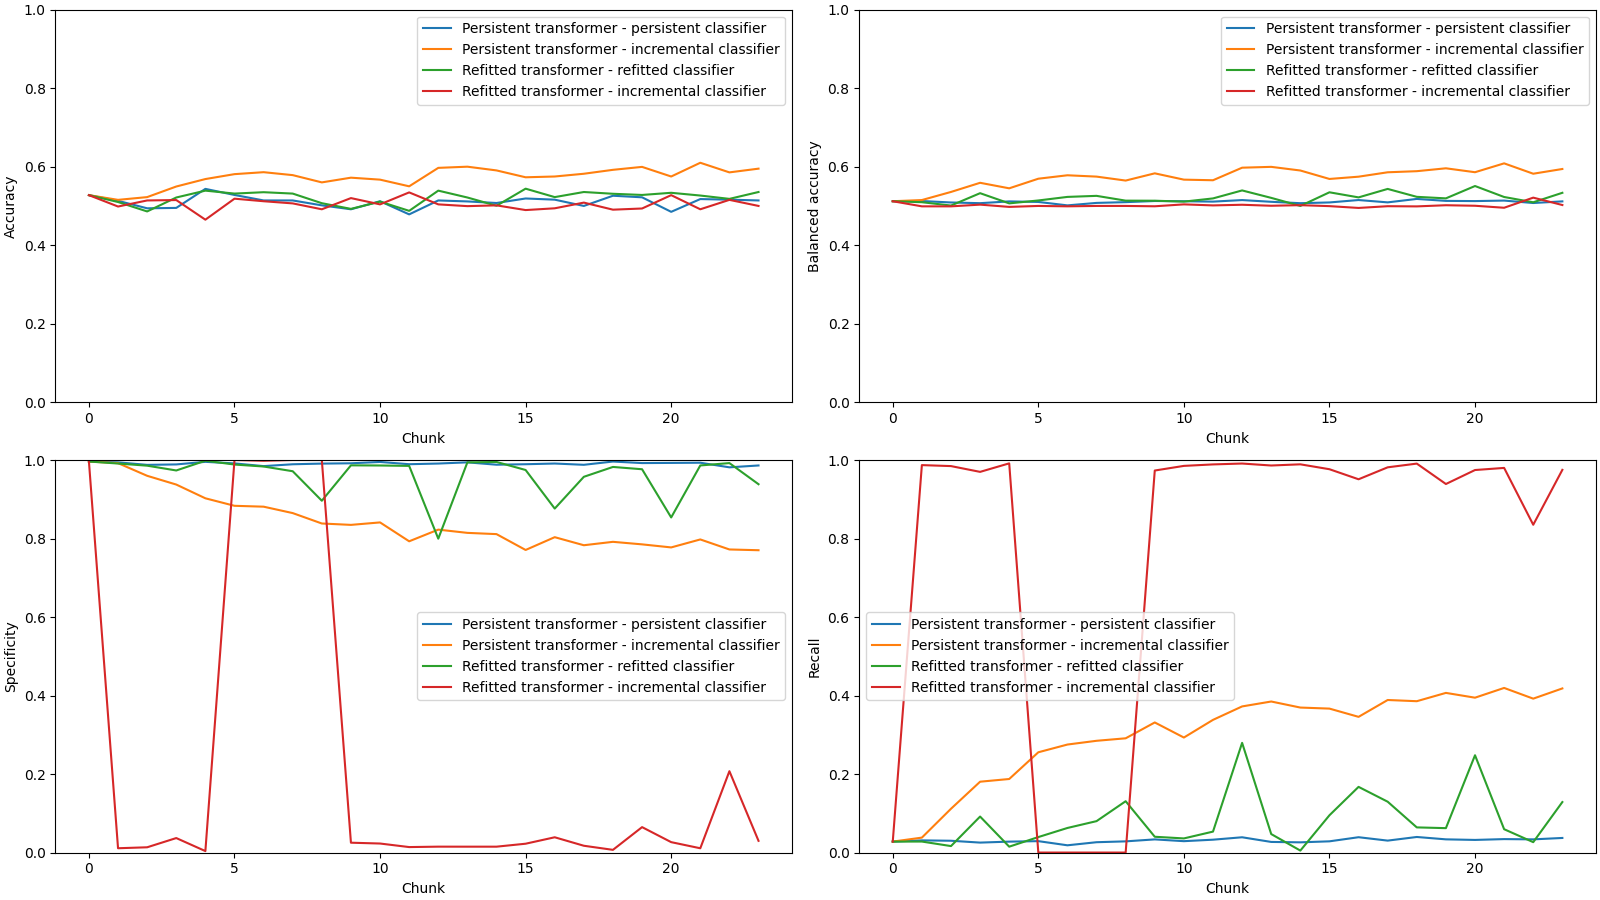 1.0
0.8
0.6
0.4
0.2
0.0
Accuracy
0
5
10
15
20
Chunk
Persistent transformer - persistent classifier
Persistent transformer - incremental classifier
Refitted transformer - refitted classifier
Refitted transformer - incremental classifier
1.0
0.8
0.6
0.4
0.2
0.0
Balanced accuracy
0
5
10
15
20
Chunk
Persistent transformer - persistent classifier
Persistent transformer - incremental classifier
Refitted transformer - refitted classifier
Refitted transformer - incremental classifier
1.0
0.8
0.6
0.4
0.2
0.0
Specificity
0
5
10
15
20
Chunk
Persistent transformer - persistent classifier
Persistent transformer - incremental classifier
Refitted transformer - refitted classifier
Refitted transformer - incremental classifier
1.0
0.8
0.6
0.4
0.2
0.0
Recall
0
5
10
15
20
Chunk
Persistent transformer - persistent classifier
Persistent transformer - incremental classifier
Refitted transformer - refitted classifier
Refitted transformer - incremental classifier